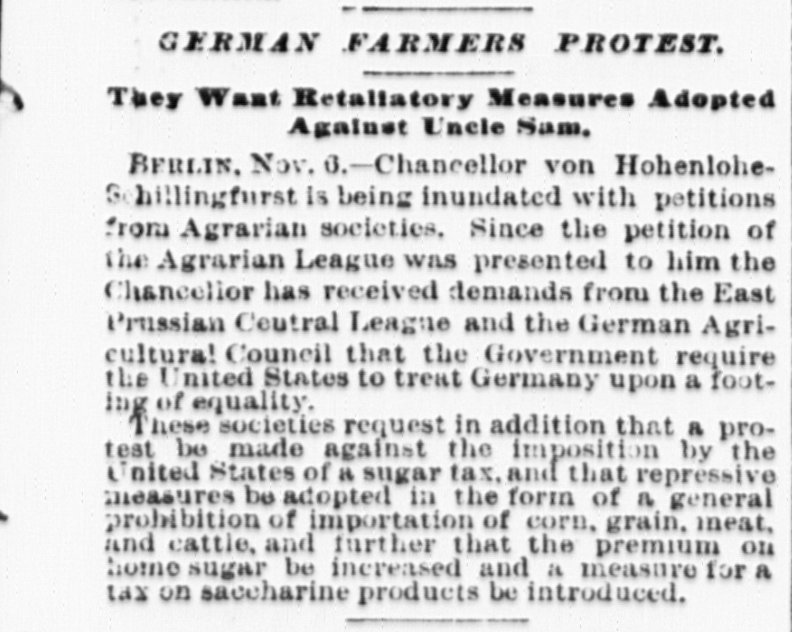 GERMAN FARMERS PROTEST.
They Want Retaliatory Measures Adopted
Against Uncle Sam.
BERLIN, Nov. 6.—Chancellor von Hohenlohe-
Schillingfurst is being inundated with petitions
from Agrarian societies. Since the petition of
the Agrarian League was presented to him the
Chancellor has received demands from the East
Prussian Central League and the German Agri-
cultural Council that the Government require
the United States to treat Germany upon a foot-
ing of equality.
These societies request in addition that a pro-
test be made against the imposition by the
United States of a sugar tax, and that repressive
measures be adopted in the form of a general
prohibition of importation of corn, grain, meat,
and cattle, and further that the premium on
home sugar be increased and a measure for a
tax on saccharine products be introduced.